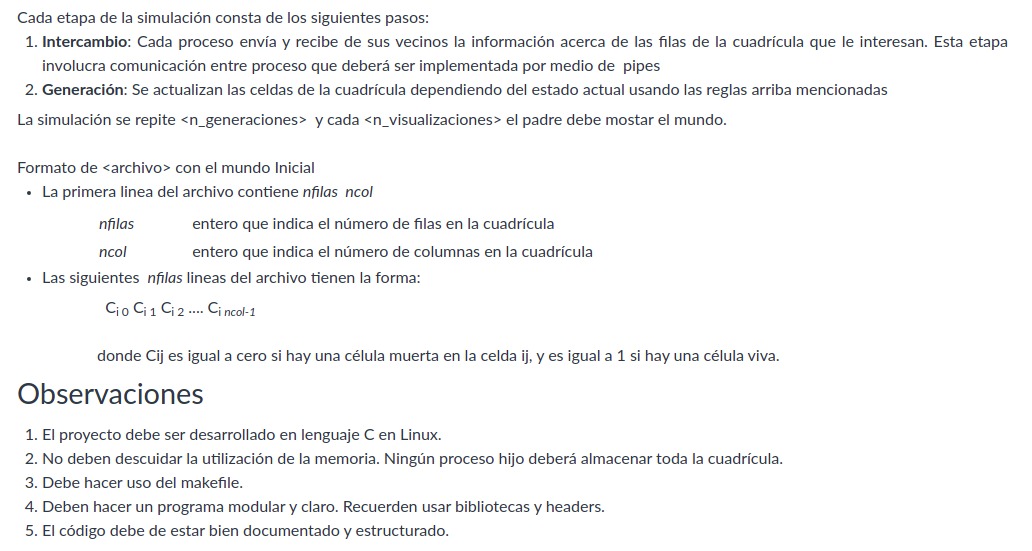 Cada etapa de la simulación consta de los siguientes pasos:
1. Intercambio: Cada proceso envía y recibe de sus vecinos la información acerca de las filas de la cuadrícula que le interesan. Esta etapa
involucra comunicación entre proceso que deberá ser implementada por medio de pipes
2. Generación: Se actualizan las celdas de la cuadrícula dependiendo del estado actual usando las reglas arriba mencionadas
La simulación se repite <n_generaciones> y cada <n_visualizaciones> el padre debe mostar el mundo.
Formato de <archivo> con el mundo Inicial
• La primera linea del archivo contiene nfilas ncol
nfilas entero que indica el número de filas en la cuadrícula
ncol entero que indica el número de columnas en la cuadrícula
• Las siguientes nfilas lineas del archivo tienen la forma:
Ci 0 Ci 1 Ci 2 .... Ci ncol-1
donde Cij es igual a cero si hay una célula muerta en la celda ij, y es igual a 1 si hay una célula viva.
Observaciones
1. El proyecto debe ser desarrollado en lenguaje C en Linux.
2. No deben descuidar la utilización de la memoria. Ningún proceso hijo deberá almacenar toda la cuadrícula.
3. Debe hacer uso del makefile.
4. Deben hacer un programa modular y claro. Recuerden usar bibliotecas y headers.
5. El código debe de estar bien documentado y estructurado.